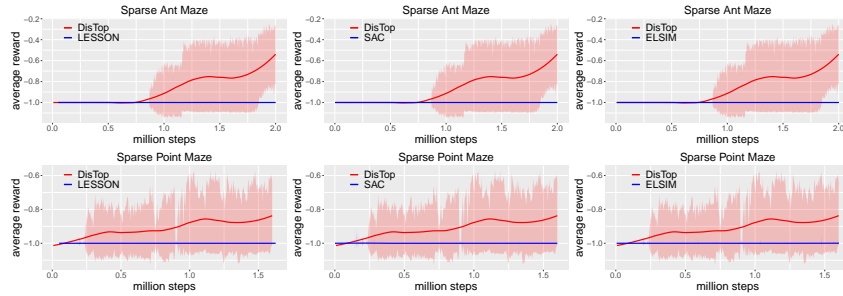 Sparse Ant Maze
average reward
−0.2
−0.4
−0.6
−0.8
−1.0
DisTop
LESSON
0.0 0.5 1.0 1.5 2.0
million steps
Sparse Ant Maze
average reward
−0.2
−0.4
−0.6
−0.8
−1.0
DisTop
SAC
0.0 0.5 1.0 1.5 2.0
million steps
Sparse Ant Maze
average reward
−0.2
−0.4
−0.6
−0.8
−1.0
DisTop
ELSIM
0.0 0.5 1.0 1.5 2.0
million steps
Sparse Point Maze
average reward
−0.6
−0.8
−1.0
DisTop
LESSON
0.0 0.5 1.0 1.5
million steps
Sparse Point Maze
average reward
−0.6
−0.8
−1.0
DisTop
SAC
0.0 0.5 1.0 1.5
million steps
Sparse Point Maze
average reward
−0.6
−0.8
−1.0
DisTop
ELSIM
0.0 0.5 1.0 1.5
million steps